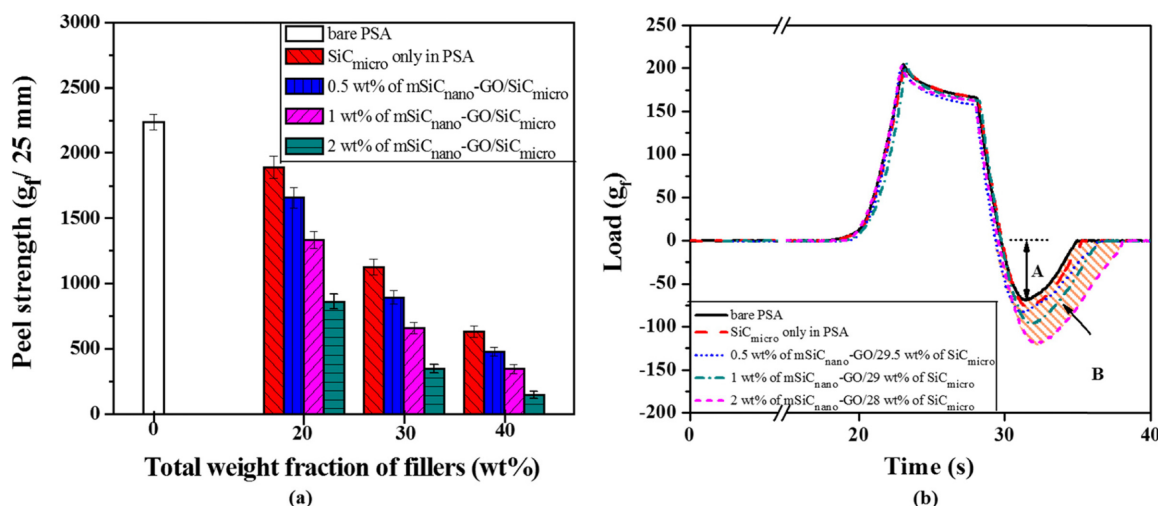 3000
2500
2000
1500
1000
500
0
Peel strength (gf/ 25 mm)
bare PSA
SiCmicro only in PSA
0.5 wt% of mSiCnano-GO/SiCmicro
1 wt% of mSiCnano-GO/SiCmicro
2 wt% of mSiCnano-GO/SiCmicro
0 20 30 40
Total weight fraction of fillers (wt%)
(a)
250
200
150
100
50
0
-50
-100
-150
-200
-250
Load (gf)
A
B
bare PSA
SiCmicro only in PSA
0.5 wt% of mSiCnano-GO/29.5 wt% of SiCmicro
1 wt% of mSiCnano-GO/29 wt% of SiCmicro
2 wt% of mSiCnano-GO/28 wt% of SiCmicro
0 20 30 40
Time (s)
(b)